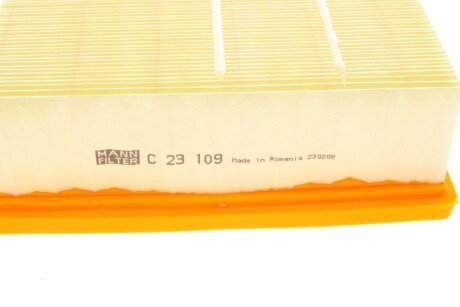 MANN
FILTER
C 23 109 Made in Romania 230208